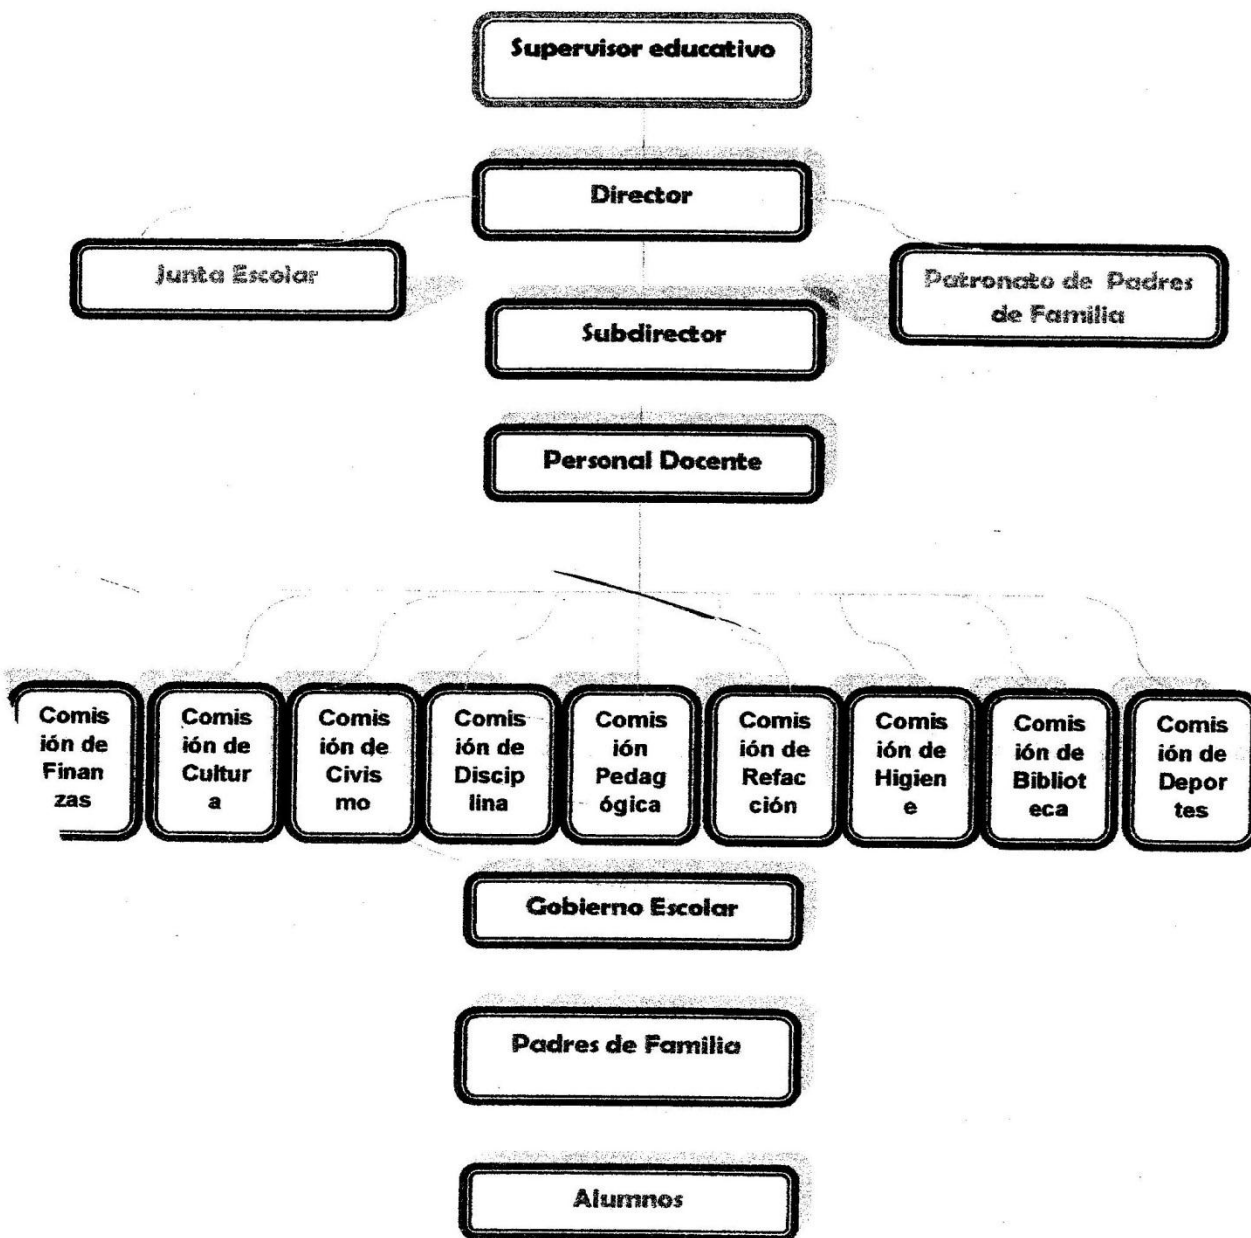 Supervisor educativo
Director
Junta Escolar
Patronato de Padres
de Familia
Subdirector
Personal Docente
Comis
ión de
Finan
zas
Comis
ión de
Cultur
a
Comis
ión de
Civis
mo
Comis
ión de
Discip
lina
Comis
ión
Pedag
ógica
Comis
ión de
Refac
ción
Comis
ión de
Higien
e
Comis
ión de
Bibliot
eca
Comis
ión de
Depor
tes
Gobierno Escolar
Padres de Familia
Alumnos